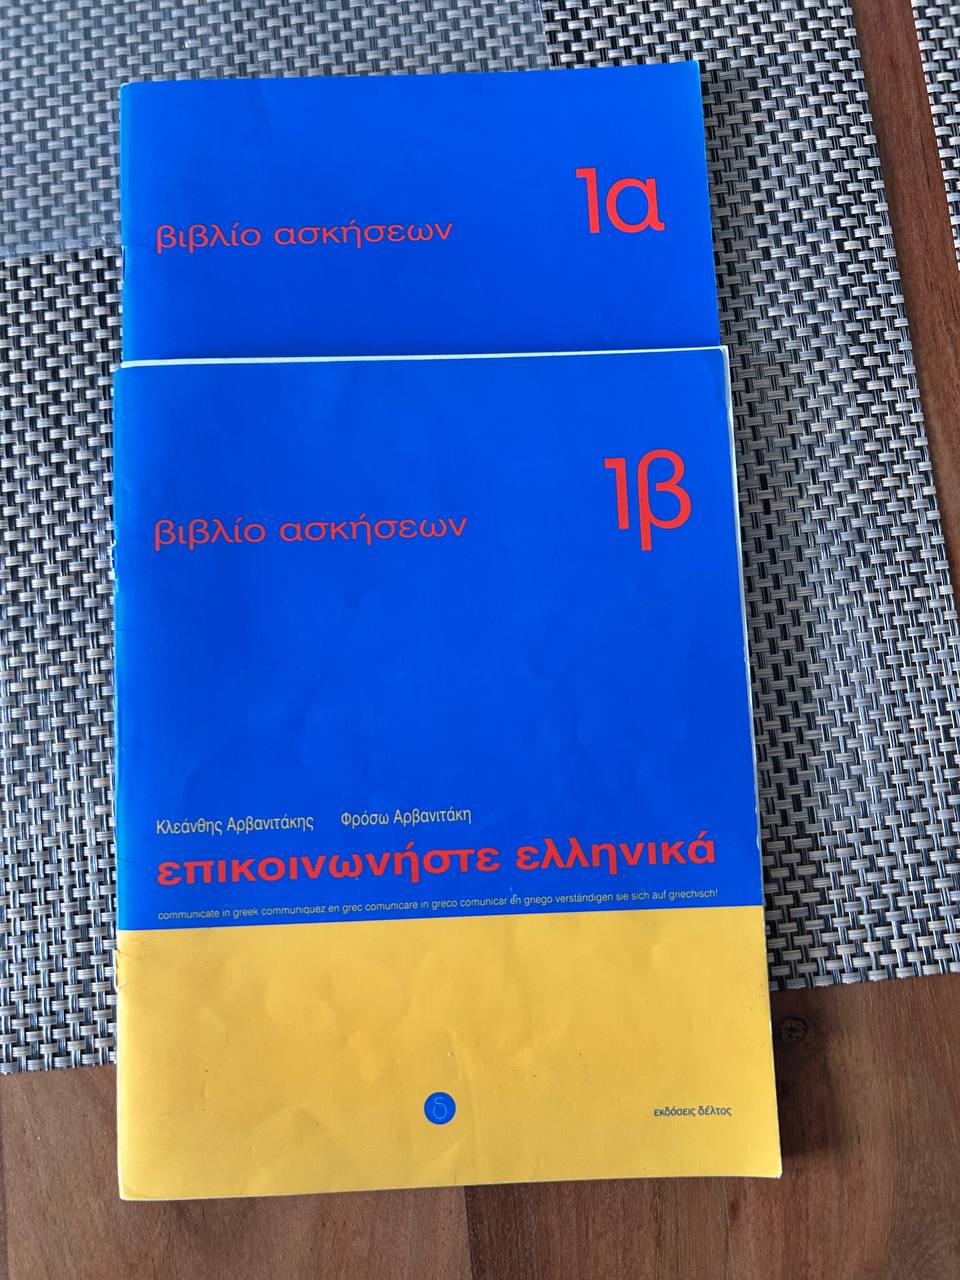 1α
βιβλίο ασκήσεων
1β
βιβλίο ασκήσεων
Κλεάνθης Αρβανιτάκης Φρόσω Αρβανιτάκη
επικοινωνήστε ελληνικά
communicate in greek communiquez en grec comunicare in greco comunicar en griego verständigen sie sich auf griechisch!
δ
εκδόσεις δέλτος